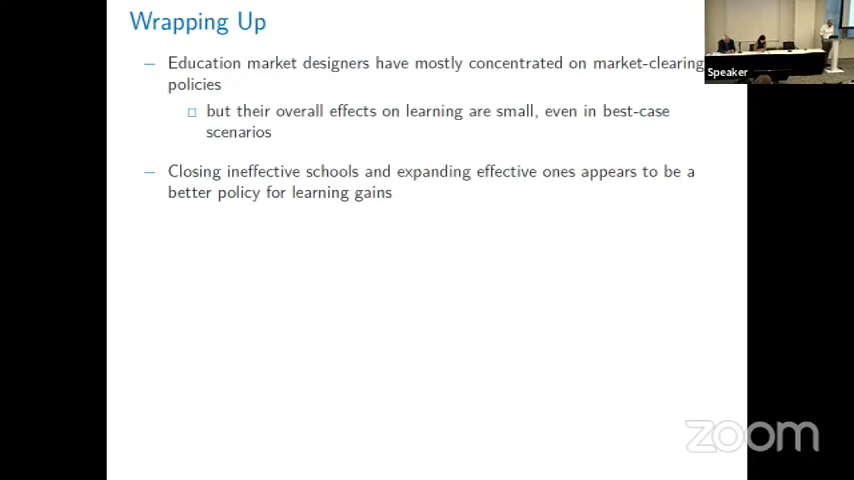 Wrapping Up
– Education market designers have mostly concentrated on market-clearing
policies
□ but their overall effects on learning are small, even in best-case
scenarios
– Closing ineffective schools and expanding effective ones appears to be a
better policy for learning gains
Speaker
zoom